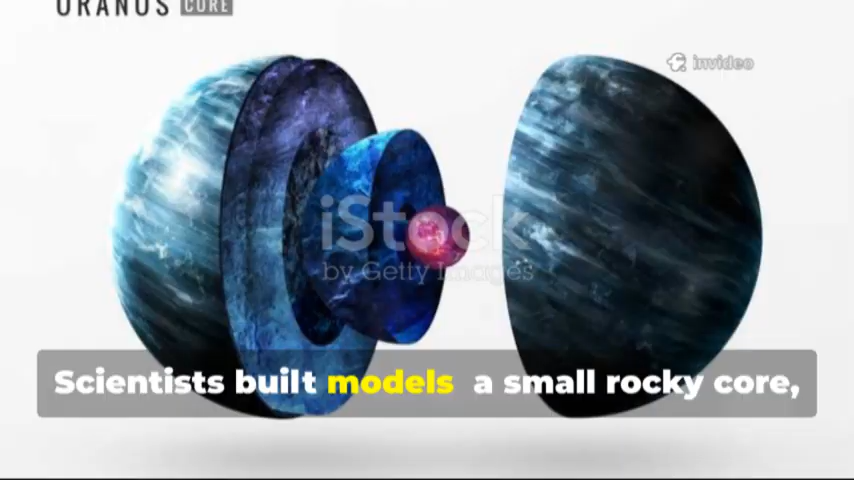 URANUS CORE
invideo
iStock
by Getty Images
Scientists built models a small rocky core,